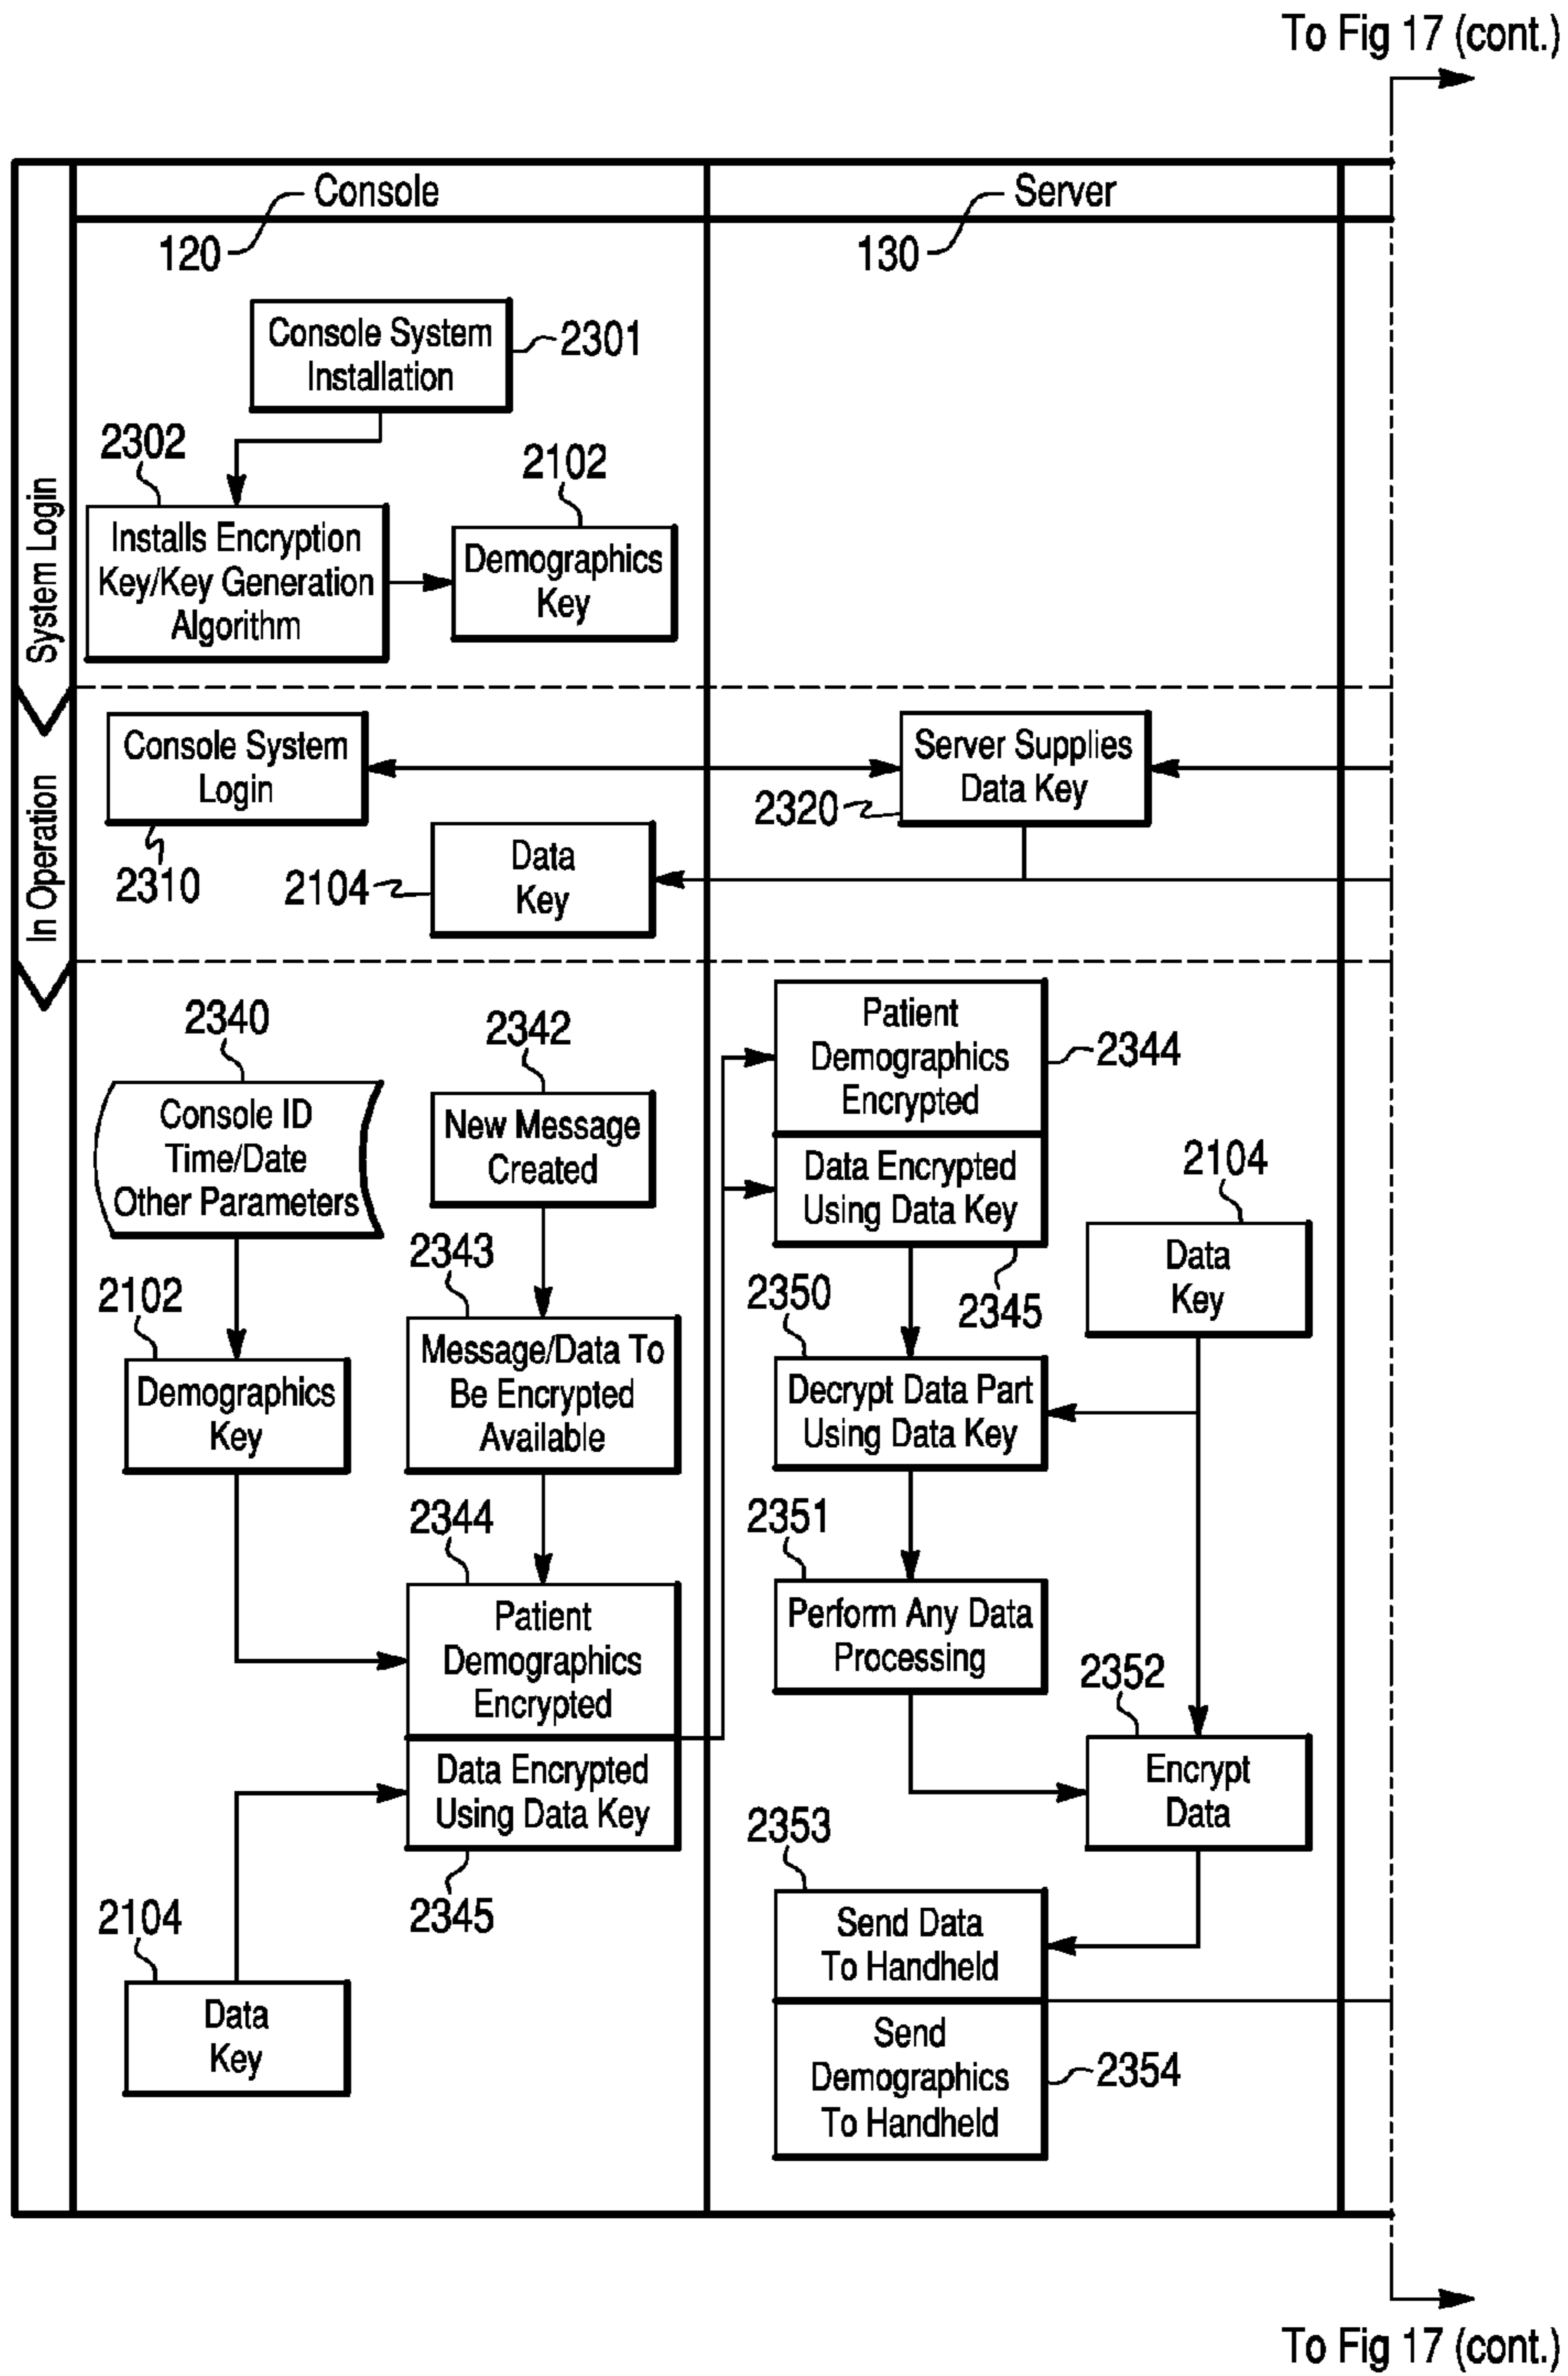 To Fig 17 (cont.)
Console
Server
120
130
System Login
Console System
Installation
2301
2302
Installs Encryption
Key/Key Generation
Algorithm
2102
Demographics
Key
In Operation
Console System
Login
2310
Server Supplies
Data Key
2320
2104
Data
Key
2340
Console ID
Time/Date
Other Parameters
2342
New Message
Created
2102
Demographics
Key
2343
Message/Data To
Be Encrypted
Available
2344
Patient
Demographics
Encrypted
Data Encrypted
Using Data Key
2345
2104
Data
Key
Patient
Demographics
Encrypted
2344
Data Encrypted
Using Data Key
2345
2104
Data
Key
2350
Decrypt Data Part
Using Data Key
2351
Perform Any Data
Processing
2352
Encrypt
Data
2353
Send Data
To Handheld
Send
Demographics
To Handheld
2354
To Fig 17 (cont.)